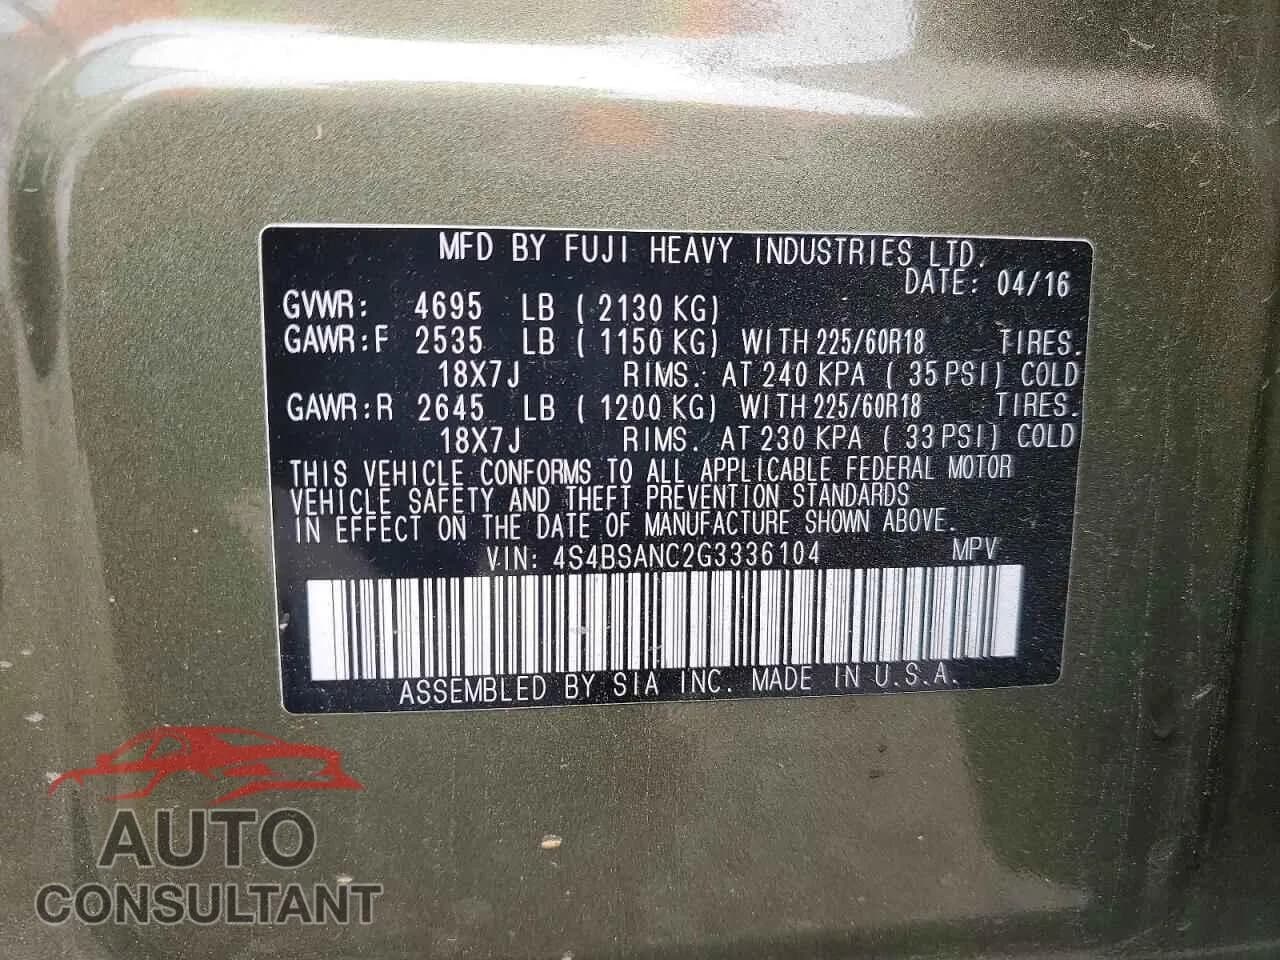 MFD BY FUJI HEAVY INDUSTRIES LTD.
DATE: 04/16
GVWR: 4695 LB ( 2130 KG)
GAWR:F 2535 LB ( 1150 KG) WITH 225/60R18 TIRES.
18X7J RIMS. AT 240 KPA ( 35 PSI) COLD
GAWR:R 2645 LB ( 1200 KG) WITH 225/60R18 TIRES.
18X7J RIMS. AT 230 KPA ( 33 PSI) COLD
THIS VEHICLE CONFORMS TO ALL APPLICABLE FEDERAL MOTOR
VEHICLE SAFETY AND THEFT PREVENTION STANDARDS
IN EFFECT ON THE DATE OF MANUFACTURE SHOWN ABOVE.
VIN: 4S4BSANC2G3336104 MPV
ASSEMBLED BY SIA INC. MADE IN U.S.A.
AUTO
CONSULTANT